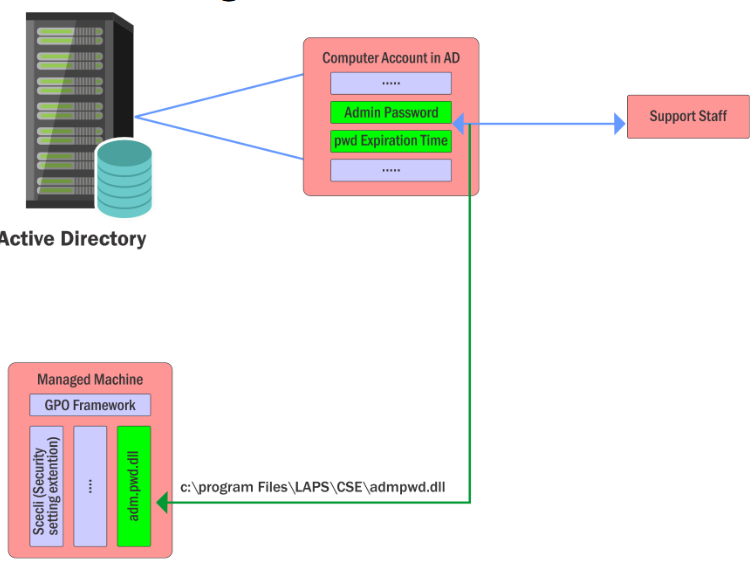 Computer Account in AD
.....
Admin Password
pwd Expiration Time
.....
Support Staff
Active Directory
Managed Machine
GPO Framework
Scecli (Security
setting extention)
....
adm.pwd.dll
c:\program Files\LAPS\CSE\admpwd.dll